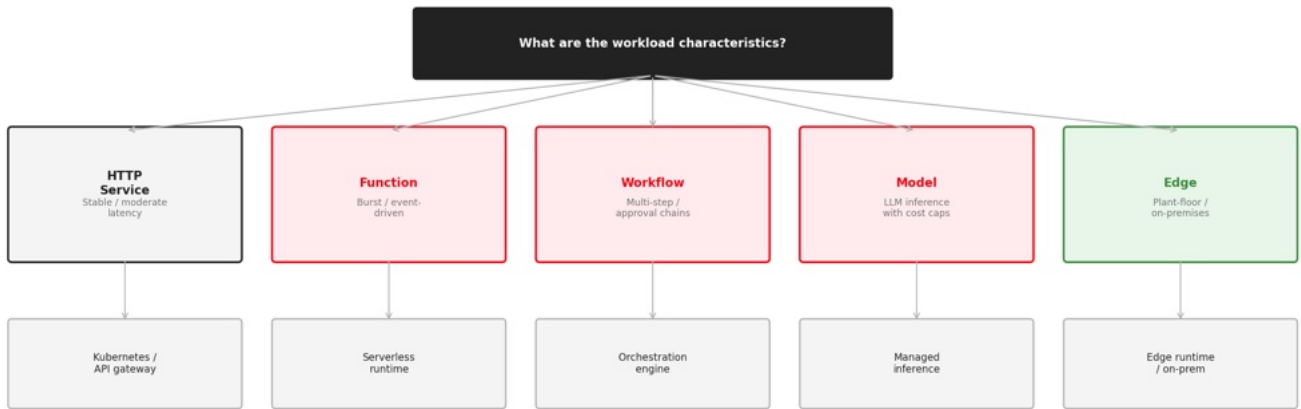 What are the workload characteristics?
HTTP
Service
Stable / moderate
latency
Function
Burst / event-
driven
Workflow
Multi-step /
approval chains
Model
LLM inference
with cost caps
Edge
Plant-floor /
on-premises
Kubernetes /
API gateway
Serverless
runtime
Orchestration
engine
Managed
inference
Edge runtime
/ on-prem